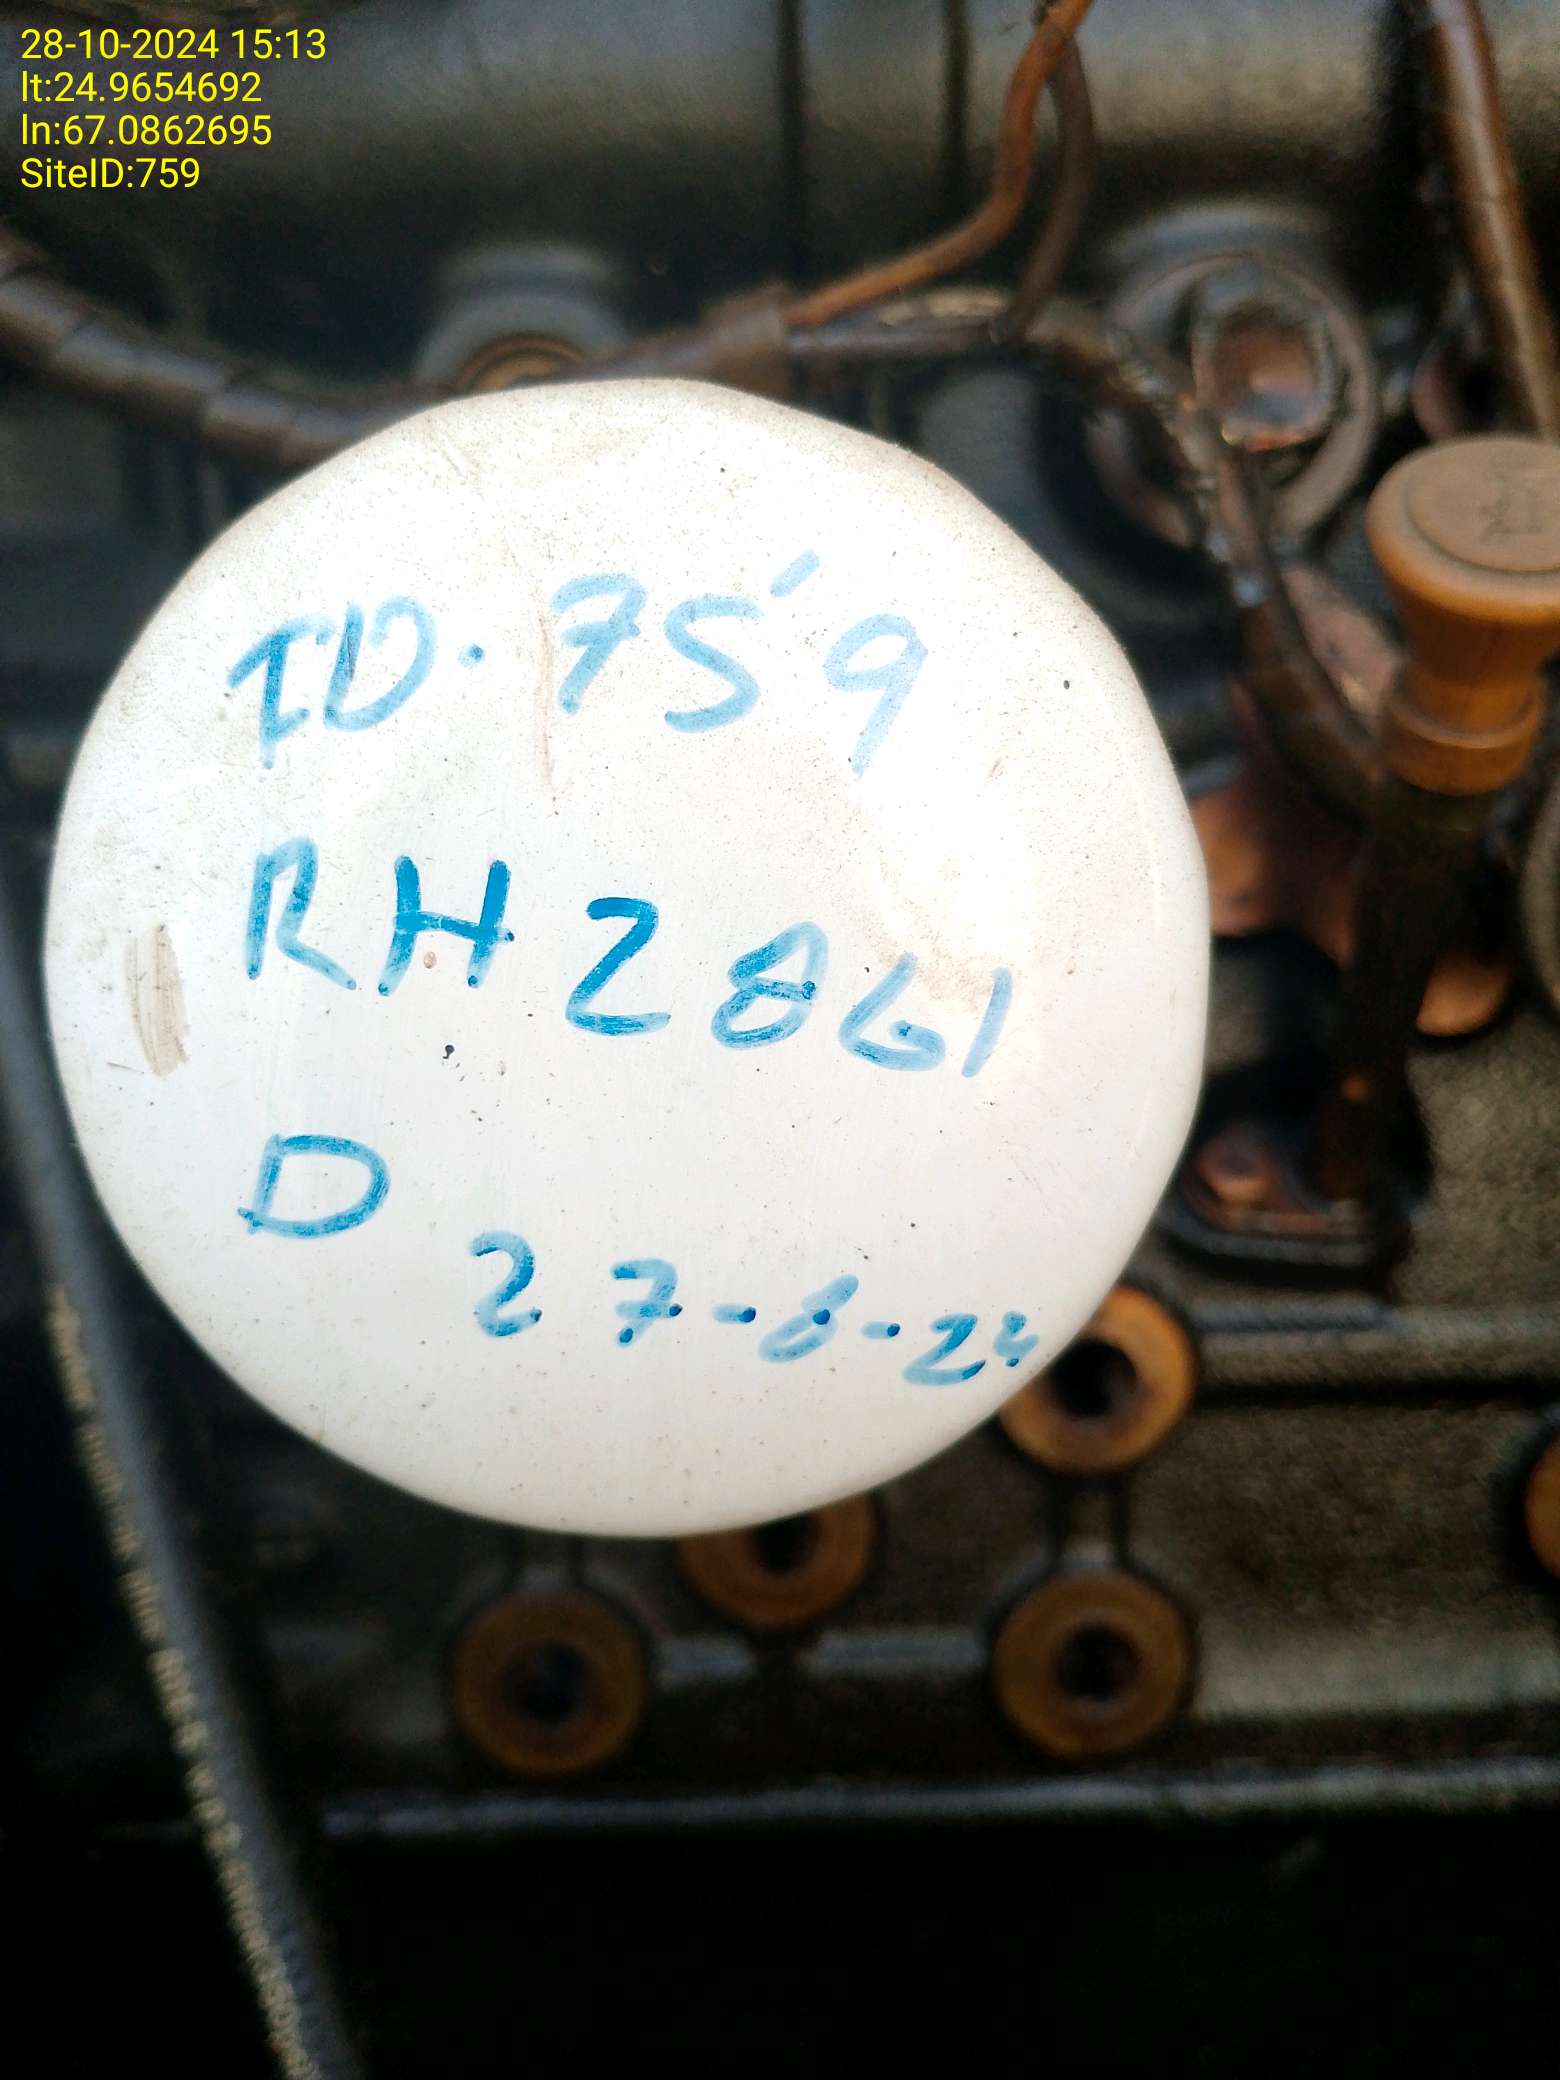 28-10-2024 15:13
lt:24.9654692
ln:67.0862695
SiteID:759
ID. 759
RH2861
D
27-8-24